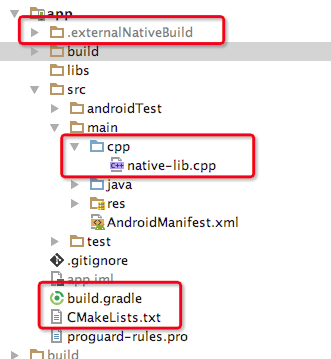 app
.externalNativeBuild
build
libs
src
androidTest
main
cpp
native-lib.cpp
java
res
AndroidManifest.xml
test
.gitignore
app.iml
build.gradle
CMakeLists.txt
proguard-rules.pro
build